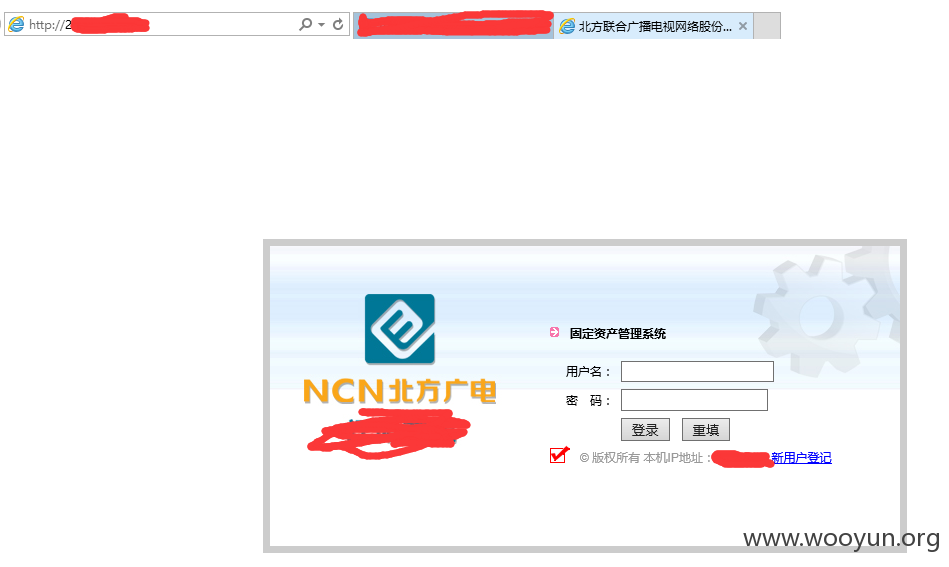 http://2
北方联合广播电视网络股份...
NCN北方广电
固定资产管理系统
用户名：
密 码：
登录 重填
© 版权所有 本机IP地址： 新用户登记
www.wooyun.org